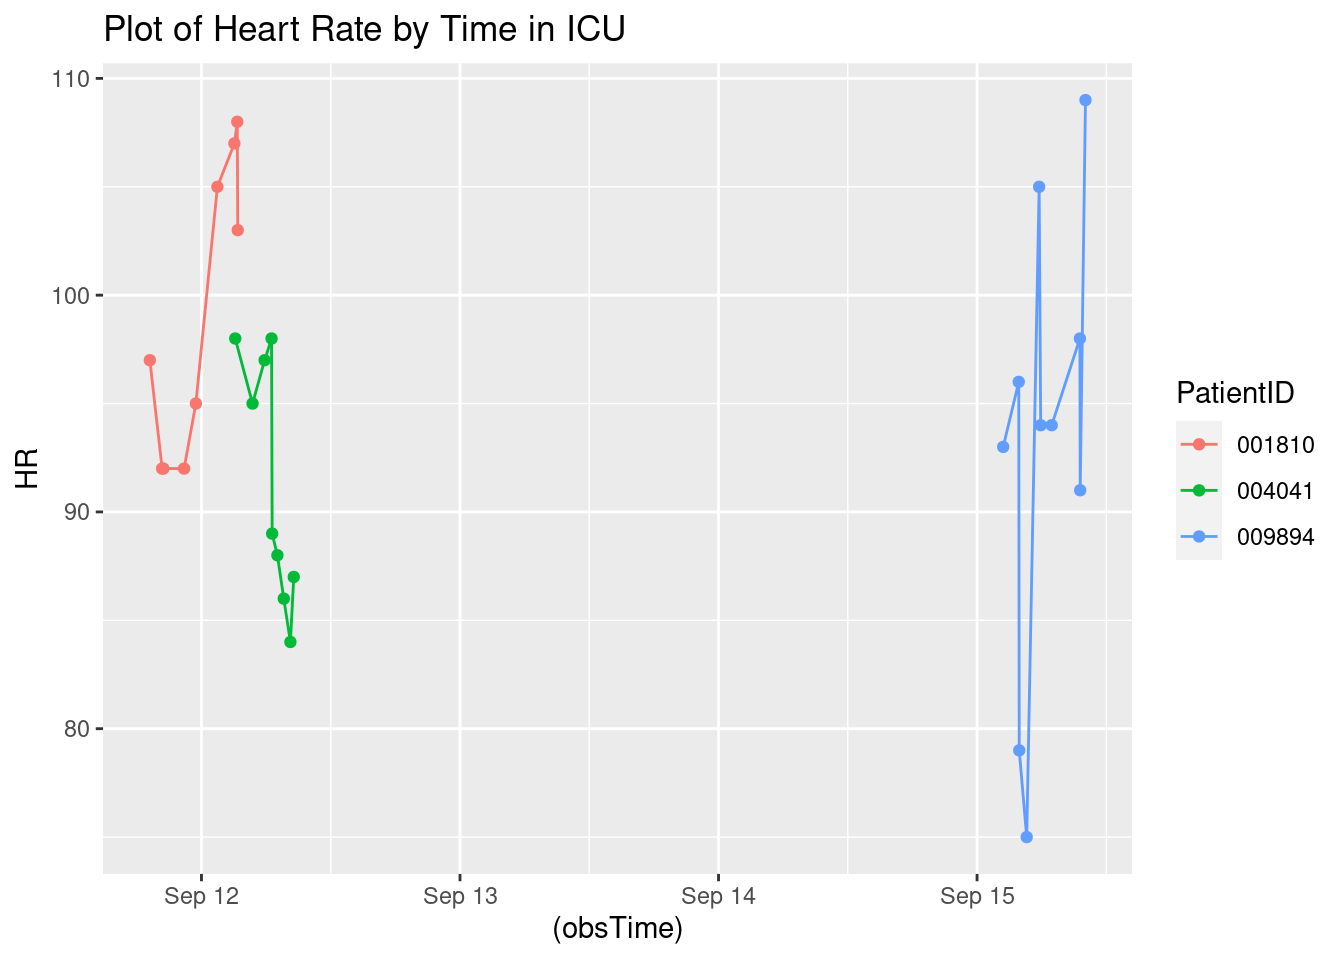 Plot of Heart Rate by Time in ICU
110
100
90
80
HR
Sep 12
Sep 13
Sep 14
Sep 15
(obsTime)
PatientID
001810
004041
009894